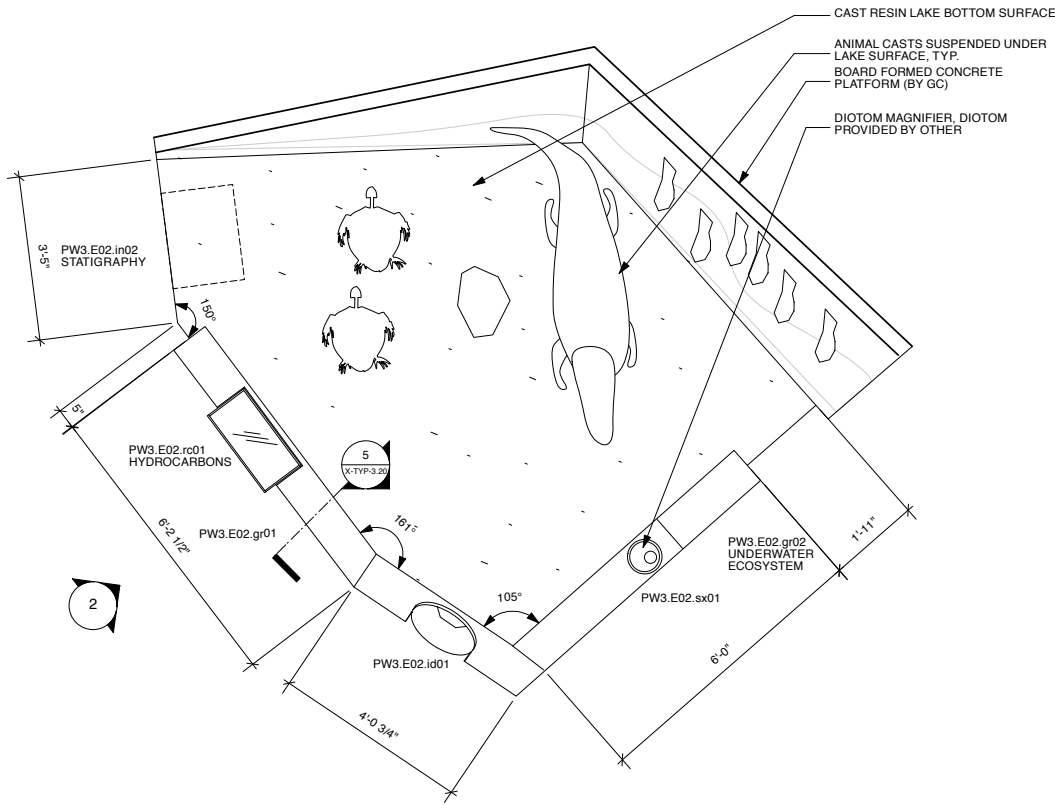 CAST RESIN LAKE BOTTOM SURFACE
ANIMAL CASTS SUSPENDED UNDER
LAKE SURFACE, TYP.
BOARD FORMED CONCRETE
PLATFORM (BY GC)
DIOTOM MAGNIFIER, DIOTOM
PROVIDED BY OTHER
3'-5"
PW3.E02.in02
STATIGRAPHY
150°
5"
PW3.E02.rc01
HYDROCARBONS
5
X-TYP-3.20
6'-2 1/2"
PW3.E02.gr01
161°
2
105°
PW3.E02.gr02
UNDERWATER
ECOSYSTEM
1'-11"
PW3.E02.sx01
PW3.E02.id01
6'-0"
4'-0 3/4"